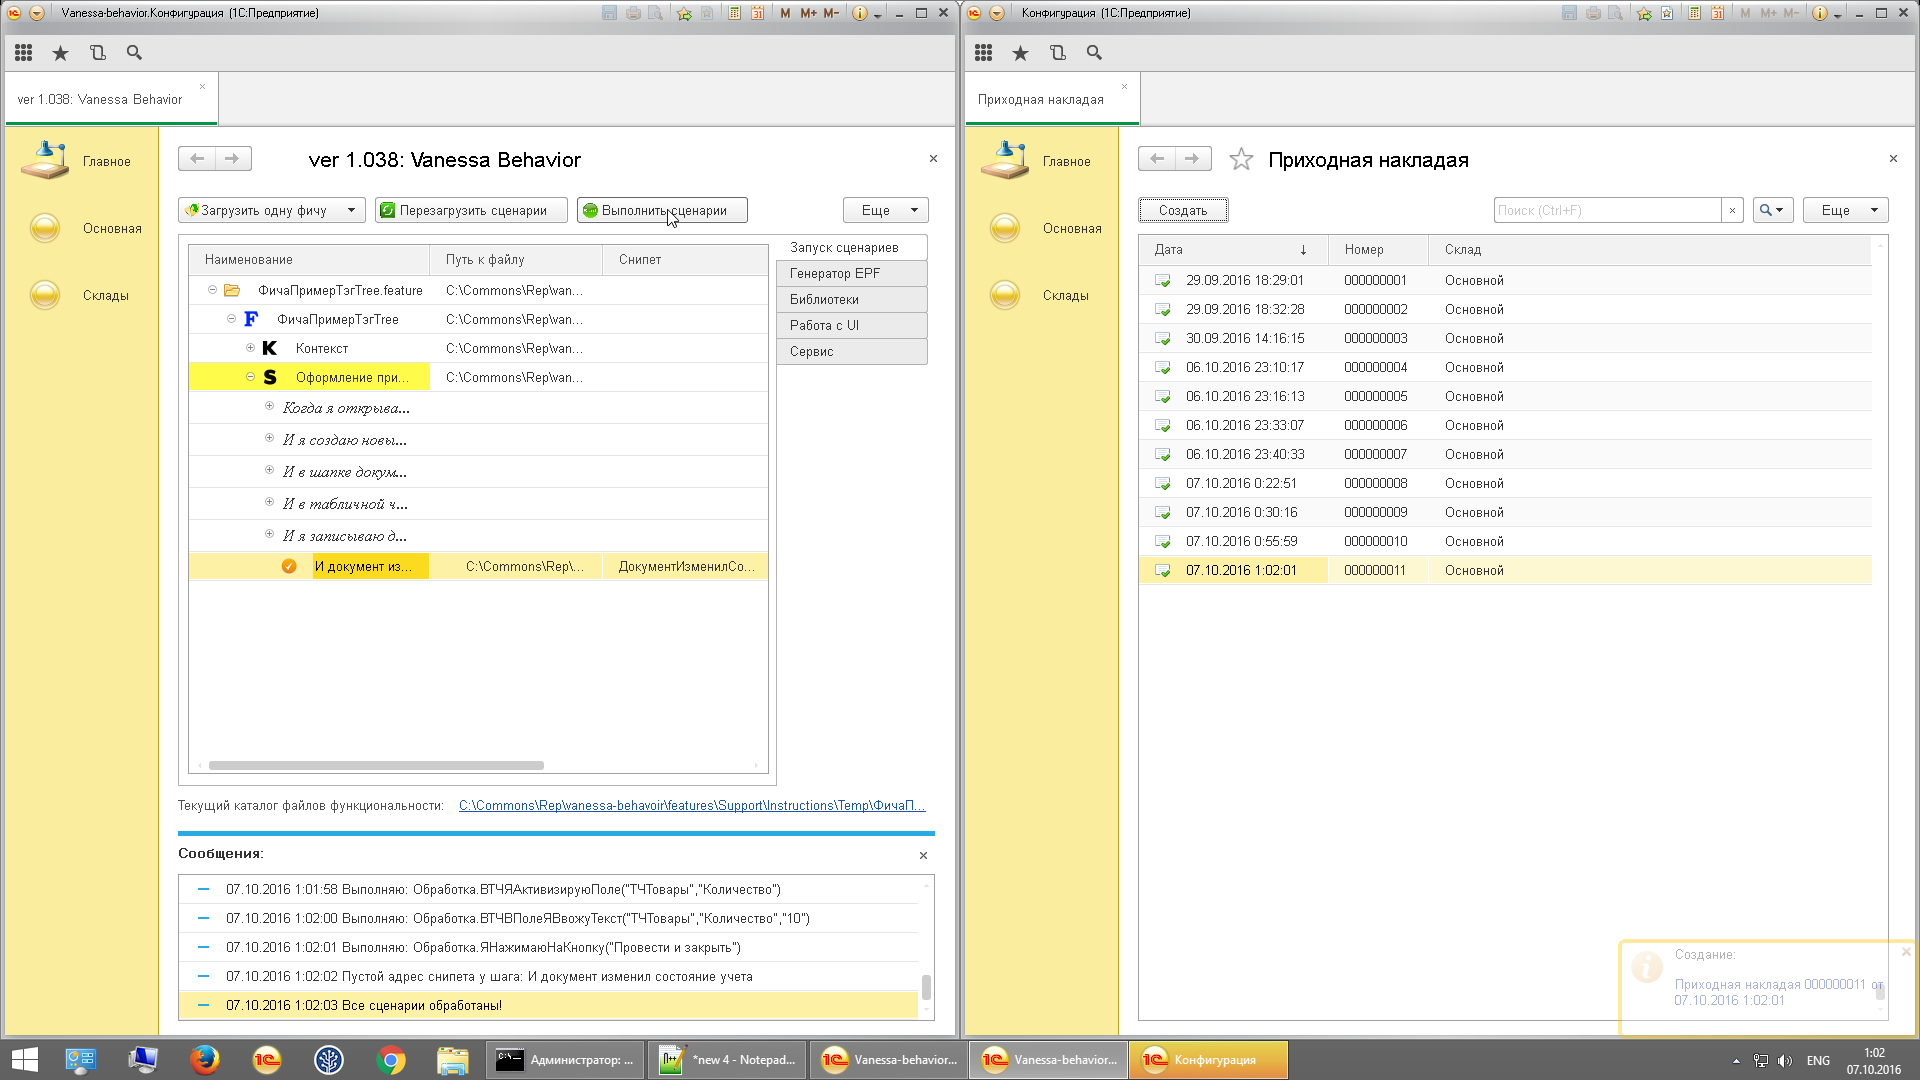 Vanessa-behavior.Конфигурация (1С:Предприятие)
M M+ M-
ver 1.038: Vanessa Behavior
Главное
Основная
Склады
ver 1.038: Vanessa Behavior
Загрузить одну фичу
Перезагрузить сценарии
Выполнить сценарии
Еще
Наименование Путь к файлу Снипет
ФичаПримерТэгTree.feature C:\Commons\Rep\van...
F ФичаПримерТэгTree C:\Commons\Rep\van...
K Контекст C:\Commons\Rep\van...
S Оформление при... C:\Commons\Rep\van...
Когда я открыва...
И я создаю новы...
И в шапке докум...
И в табличной ч...
И я записываю д...
И документ из... C:\Commons\Rep\... ДокументИзменилСо...
Запуск сценариев
Генератор EPF
Библиотеки
Работа с UI
Сервис
Текущий каталог файлов функциональности: C:\Commons\Rep\vanessa-behavoir\features\Support\Instructions\Temp\ФичаП...
Сообщения:
07.10.2016 1:01:58 Выполняю: Обработка.ВТЧЯАктивизируюПоле("ТЧТовары","Количество")
07.10.2016 1:02:00 Выполняю: Обработка.ВТЧВПолеЯВвожуТекст("ТЧТовары","Количество","10")
07.10.2016 1:02:01 Выполняю: Обработка.ЯНажимаюНаКнопку("Провести и закрыть")
07.10.2016 1:02:02 Пустой адрес снипета у шага: И документ изменил состояние учета
07.10.2016 1:02:03 Все сценарии обработаны!
Конфигурация (1С:Предприятие)
M M+ M-
Приходная накладая
Главное
Основная
Склады
Приходная накладая
Создать
Поиск (Ctrl+F)
Еще
Дата Номер Склад
29.09.2016 18:29:01 000000001 Основной
29.09.2016 18:32:28 000000002 Основной
30.09.2016 14:16:15 000000003 Основной
06.10.2016 23:10:17 000000004 Основной
06.10.2016 23:16:13 000000005 Основной
06.10.2016 23:33:07 000000006 Основной
06.10.2016 23:40:33 000000007 Основной
07.10.2016 0:22:51 000000008 Основной
07.10.2016 0:30:16 000000009 Основной
07.10.2016 0:55:59 000000010 Основной
07.10.2016 1:02:01 000000011 Основной
Создание:
Приходная накладая 000000011 от
07.10.2016 1:02:01
Администратор: ...
*new 4 - Notepad...
Vanessa-behavior...
Vanessa-behavior...
Конфигурация
ENG
1:02
07.10.2016